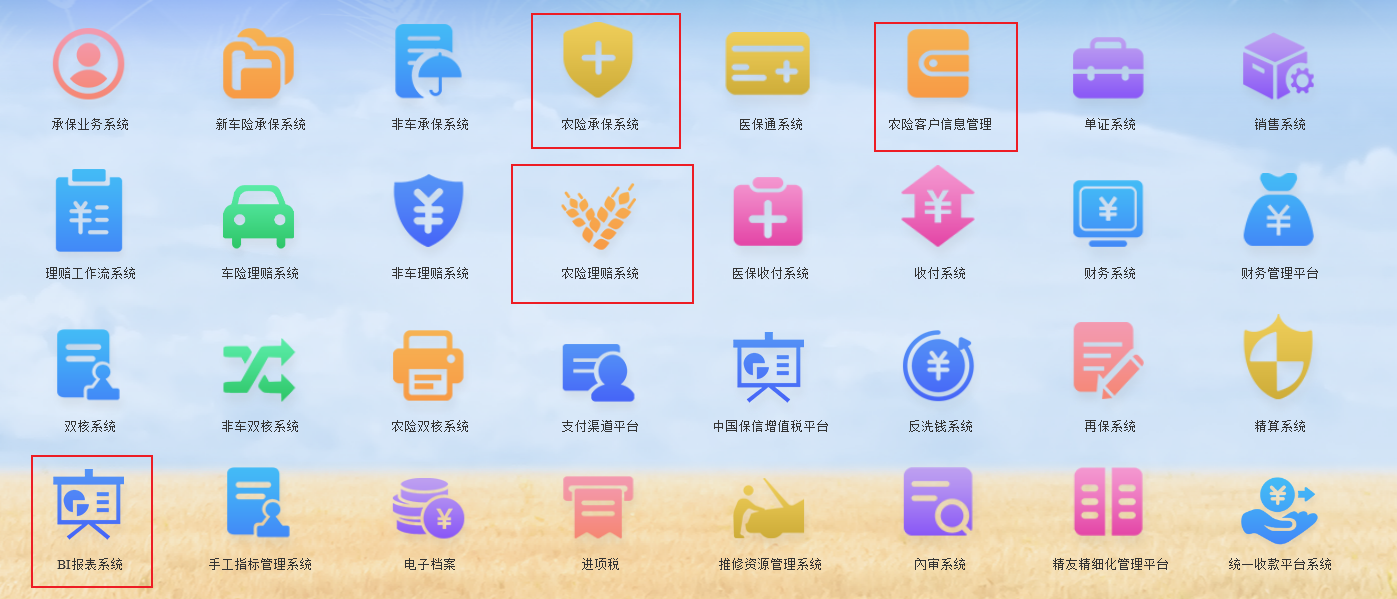 承保业务系统
新车险承保系统
非车承保系统
农险承保系统
医保通系统
农险客户信息管理
单证系统
销售系统
理赔工作流系统
车险理赔系统
非车理赔系统
农险理赔系统
医保收付系统
收付系统
财务系统
财务管理平台
双核系统
非车双核系统
农险双核系统
支付渠道平台
中国保信增值税平台
反洗钱系统
再保系统
精算系统
BI报表系统
手工指标管理系统
电子档案
进项税
推修资源管理系统
內审系统
精友精细化管理平台
统一收款平台系统